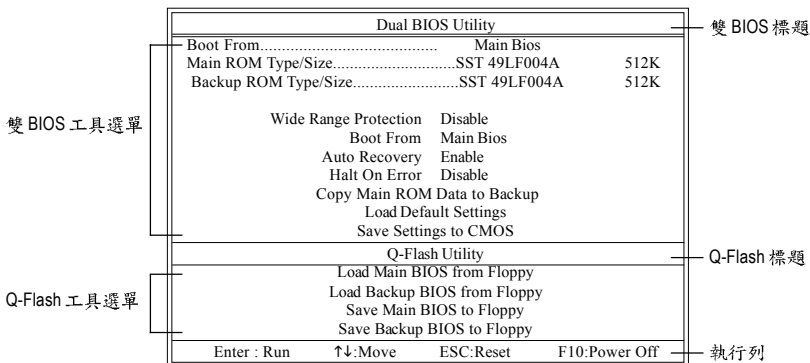 Dual BIOS Utility
雙 BIOS 標題
Boot From.......................................... Main Bios
Main ROM Type/Size.............................SST 49LF004A 512K
Backup ROM Type/Size.........................SST 49LF004A 512K
雙 BIOS 工具選單
Wide Range Protection Disable
Boot From Main Bios
Auto Recovery Enable
Halt On Error Disable
Copy Main ROM Data to Backup
Load Default Settings
Save Settings to CMOS
Q-Flash Utility
Q-Flash 標題
Load Main BIOS from Floppy
Load Backup BIOS from Floppy
Q-Flash 工具選單
Save Main BIOS to Floppy
Save Backup BIOS to Floppy
Enter : Run ↑↓:Move ESC:Reset F10:Power Off
執行列